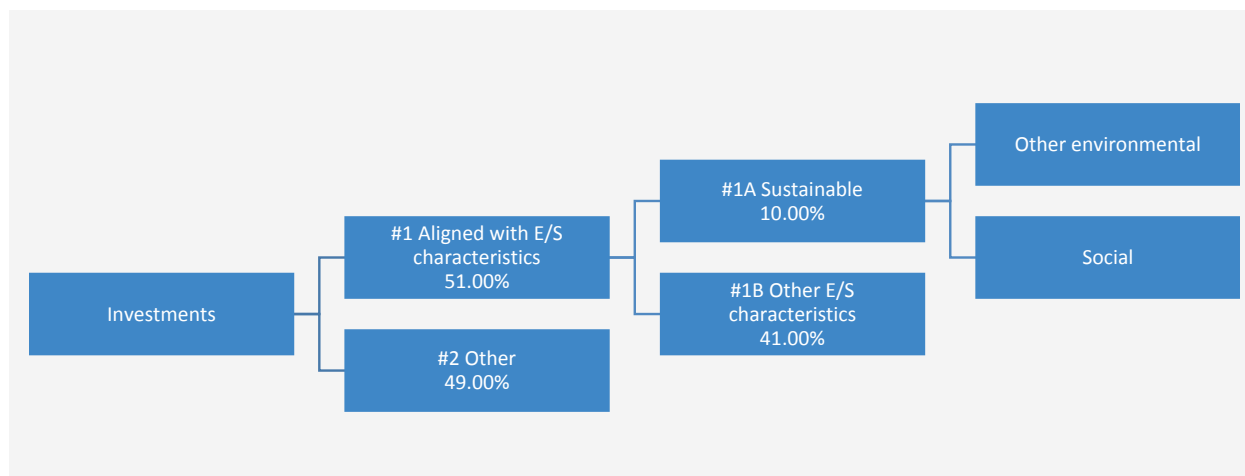 Investments
#1 Aligned with E/S
characteristics
51.00%
#2 Other
49.00%
#1A Sustainable
10.00%
#1B Other E/S
characteristics
41.00%
Other environmental
Social